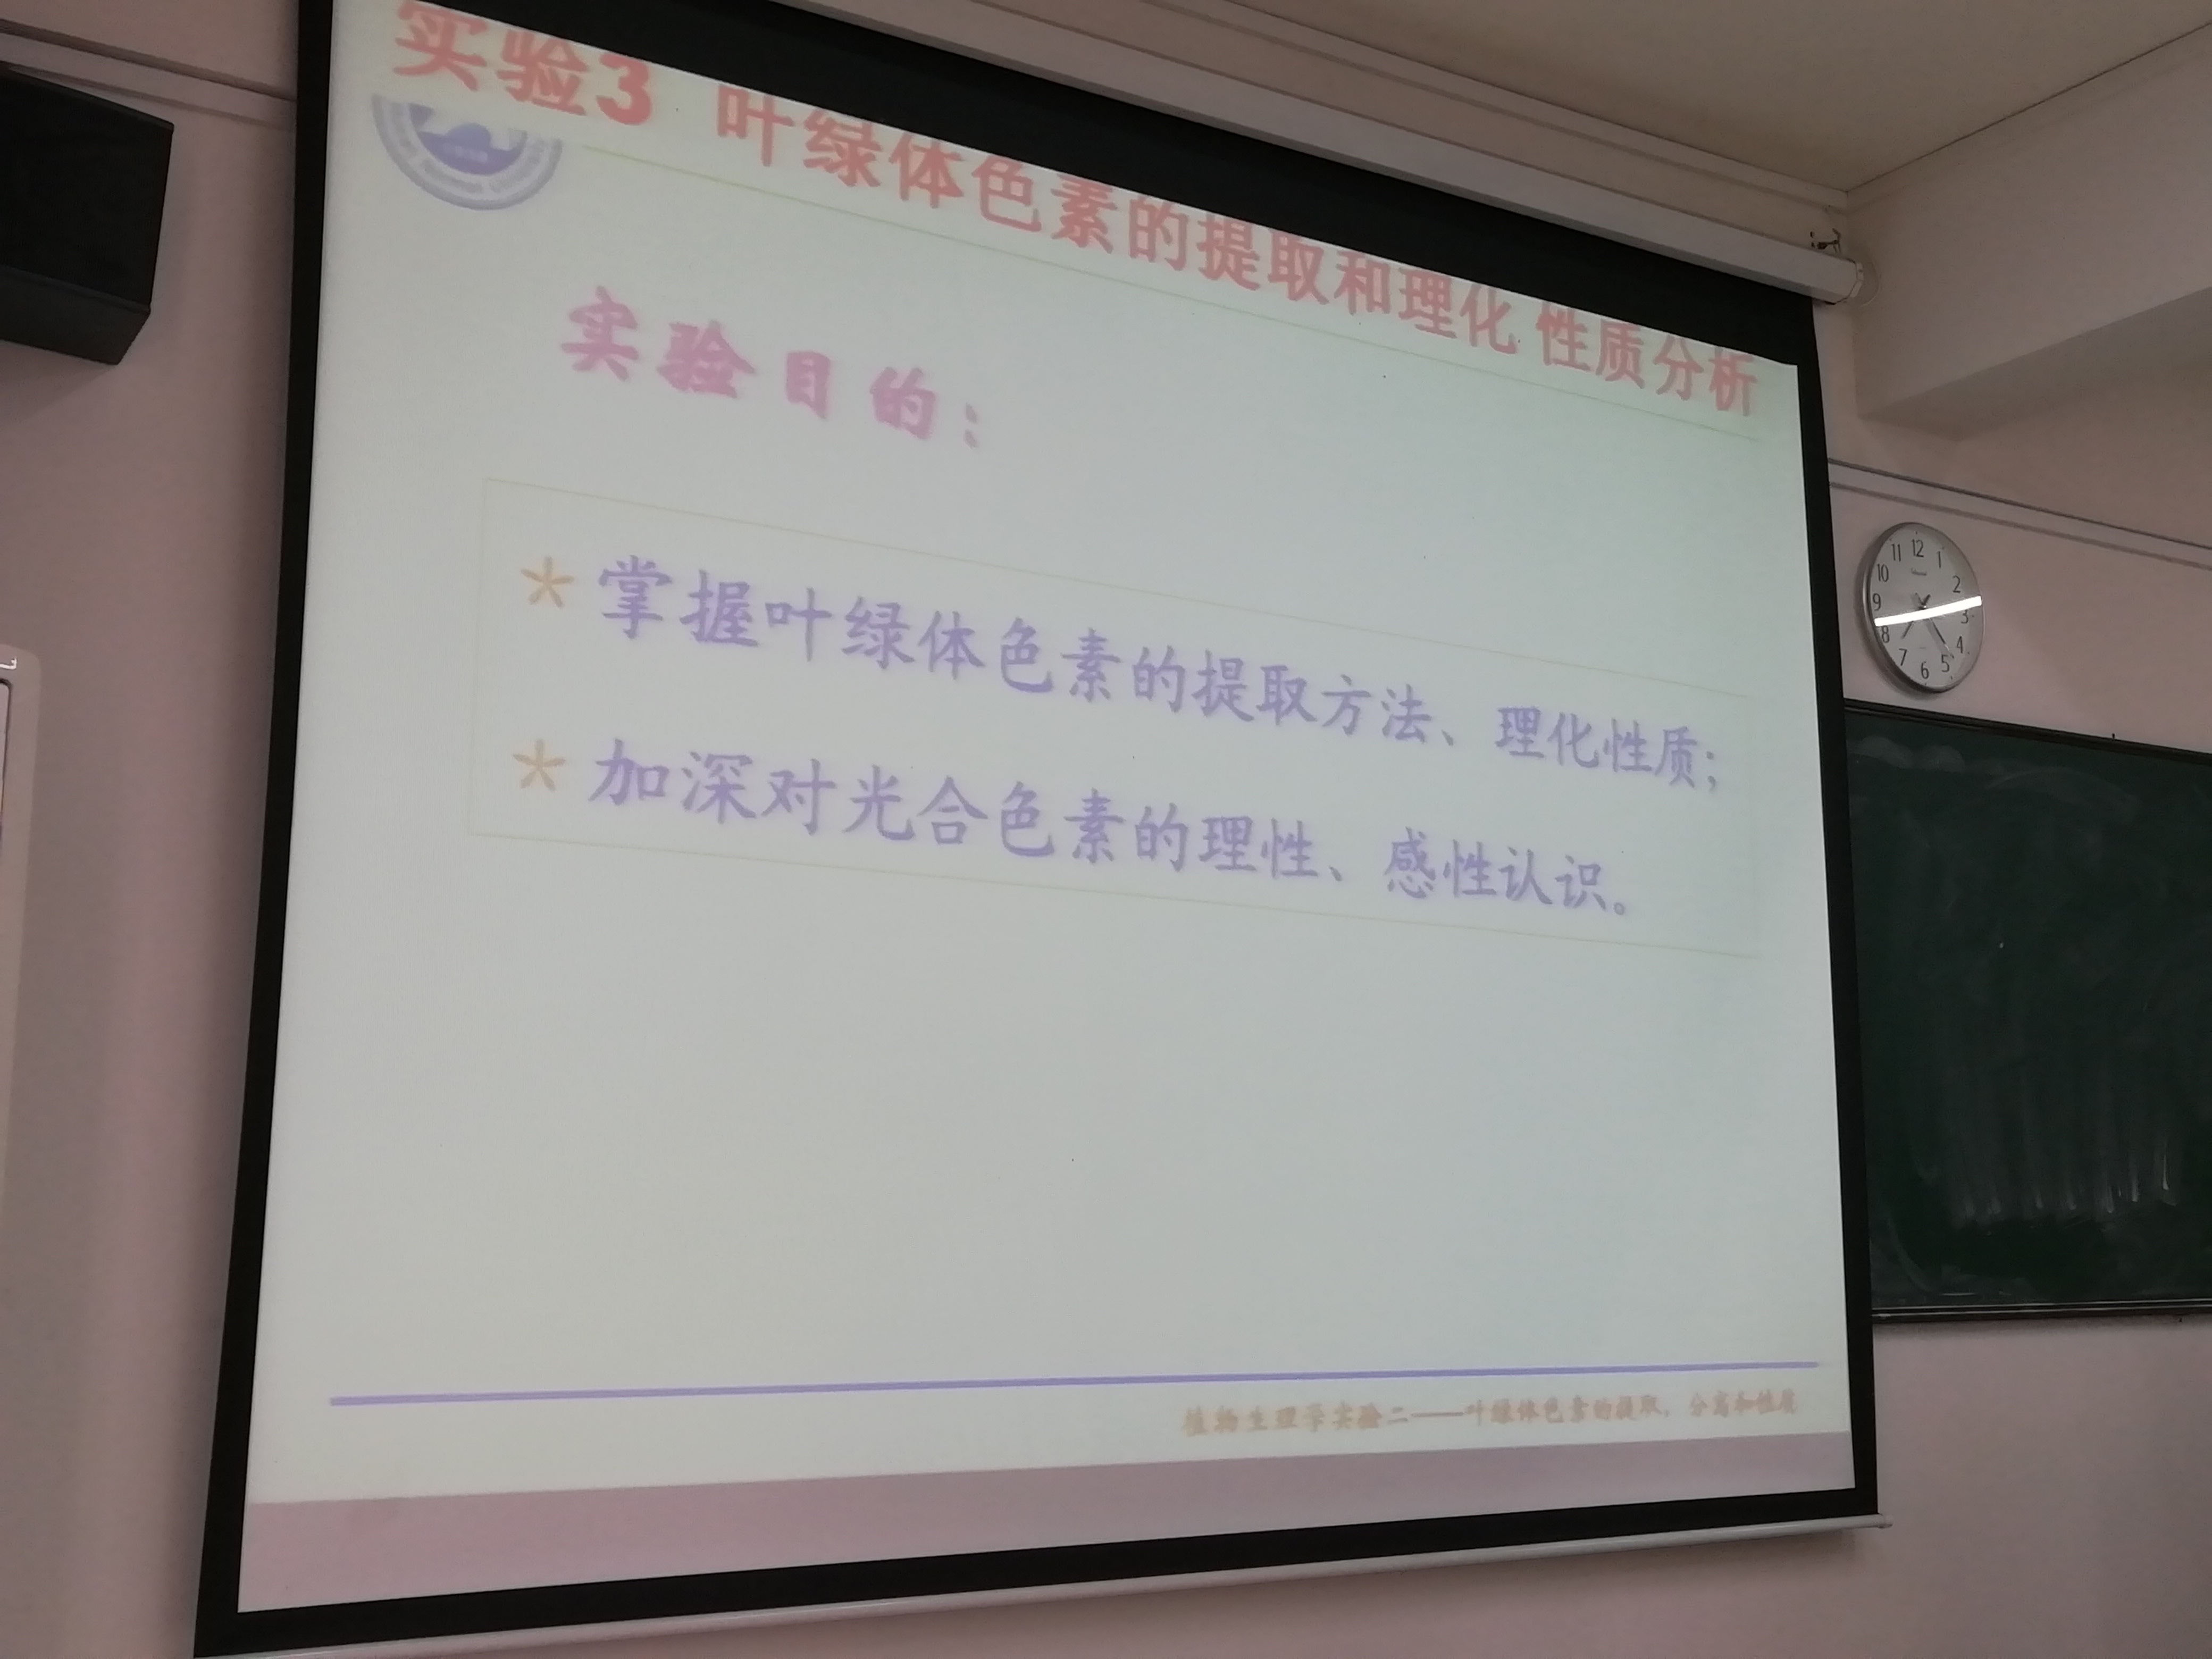 实验3 叶绿体色素的提取和理化 性质分析
实验目的：
* 掌握叶绿体色素的提取方法、理化性质；
* 加深对光合色素的理性、感性认识。
植物生理学实验二——叶绿体色素的提取、分离和性质
12
1
2
3
4
5
6
7
8
9
10
11